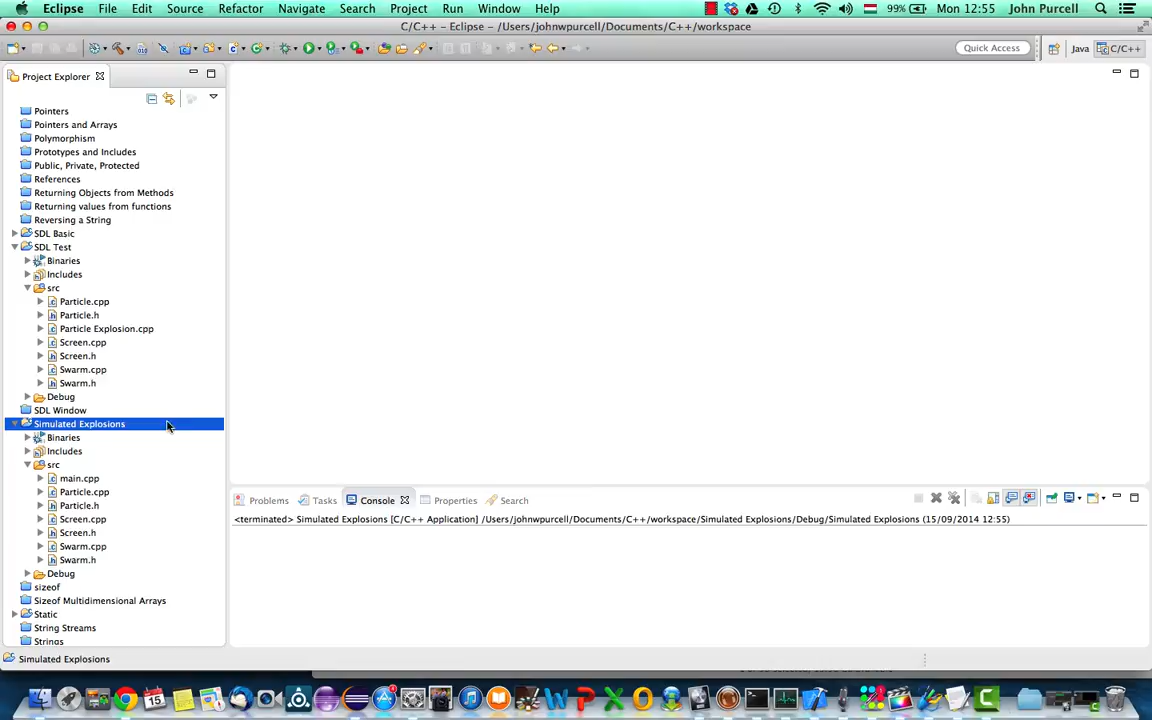 Eclipse File Edit Source Refactor Navigate Search Project Run Window Help 99% Mon 12:55 John Purcell
C/C++ - Eclipse - /Users/johnwpurcell/Documents/C++/workspace
Quick Access Java C/C++
Project Explorer
Pointers
Pointers and Arrays
Polymorphism
Prototypes and Includes
Public, Private, Protected
References
Returning Objects from Methods
Returning values from functions
Reversing a String
SDL Basic
SDL Test
Binaries
Includes
src
Particle.cpp
Particle.h
Particle Explosion.cpp
Screen.cpp
Screen.h
Swarm.cpp
Swarm.h
Debug
SDL Window
Simulated Explosions
Binaries
Includes
src
main.cpp
Particle.cpp
Particle.h
Screen.cpp
Screen.h
Swarm.cpp
Swarm.h
Debug
sizeof
Sizeof Multidimensional Arrays
Static
String Streams
Strings
Problems Tasks Console Properties Search
<terminated> Simulated Explosions [C/C++ Application] /Users/johnwpurcell/Documents/C++/workspace/Simulated Explosions/Debug/Simulated Explosions (15/09/2014 12:55)
Simulated Explosions